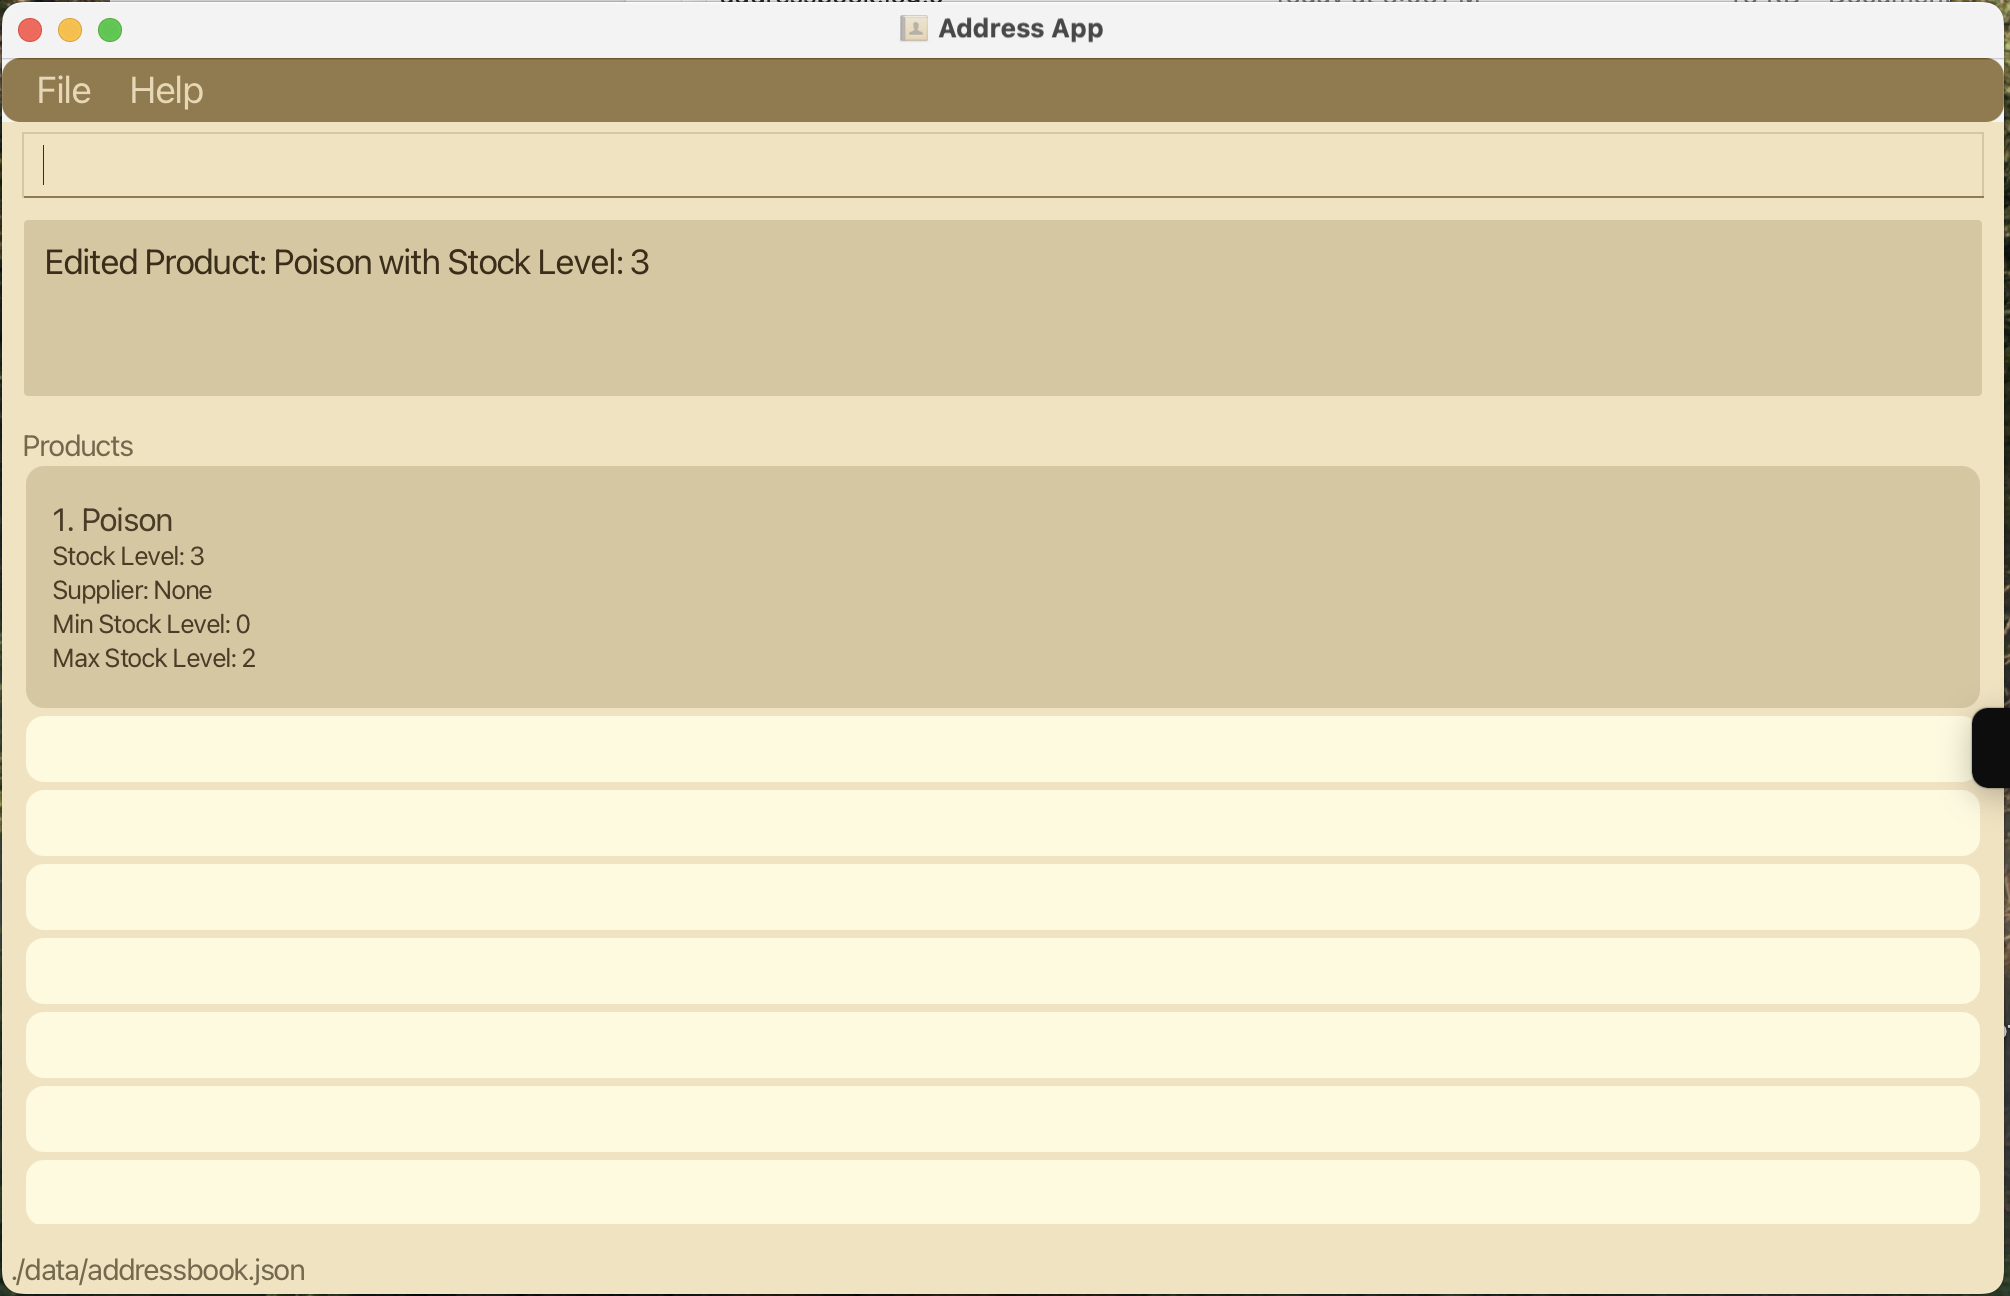 Address App
File Help
Edited Product: Poison with Stock Level: 3
Products
1. Poison
Stock Level: 3
Supplier: None
Min Stock Level: 0
Max Stock Level: 2
./data/addressbook.json